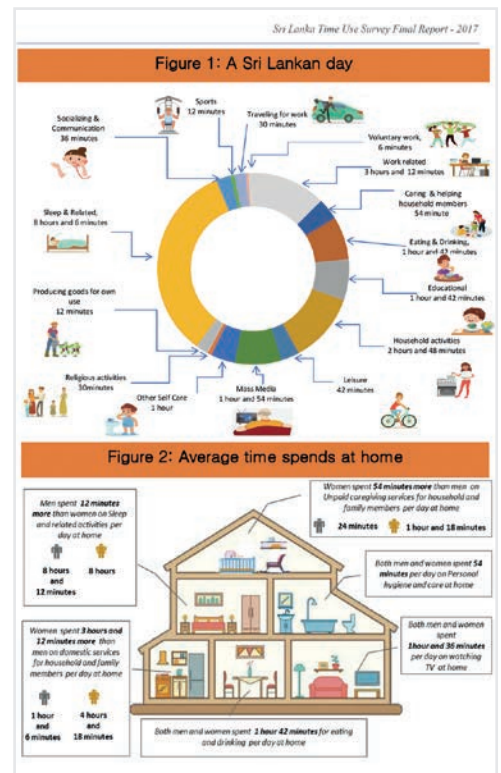 Sri Lanka Time Use Survey Final Report - 2017
Figure 1: A Sri Lankan day
Sports
12 minutes
Traveling for work
30 minutes
Voluntary work,
6 minutes
Work related
3 hours and 12 minutes
Caring & helping
household members
54 minute
Eating & Drinking,
1 hour and 42 minutes
Educational
1 hour and 42 minutes
Household activities
2 hours and 48 minutes
Leisure
42 minutes
Mass Media
1 hour and 54 minutes
Other Self Care
1 hour
Religious activities
30minutes
Producing goods for own
use
12 minutes
Sleep & Related,
8 hours and 6 minutes
Socializing &
Communication
36 minutes
Figure 2: Average time spends at home
Men spent 12 minutes
more than women on Sleep
and related activities per
day at home
8 hours
and
12 minutes
8 hours
Women spent 54 minutes more than men on
Unpaid caregiving services for household and
family members per day at home
24 minutes
1 hour and 18 minutes
Both men and women spent 54
minutes per day on Personal
hygiene and care at home
Women spent 3 hours and
12 minutes more than
men on domestic services
for household and family
members per day at home
1 hour
and
6 minutes
4 hours
and
18 minutes
Both men and women
spent
1hour and 36 minutes
per day on watching
TV at home
Both men and women spent 1 hour 42 minutes for eating
and drinking per day at home